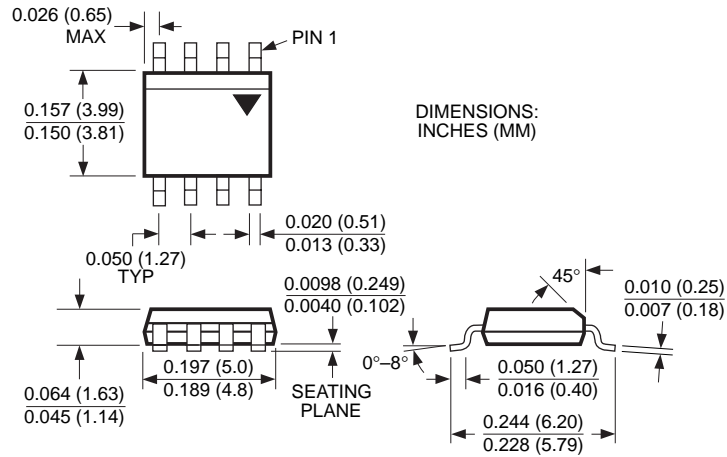 0.026 (0.65)
MAX
PIN 1
0.157 (3.99)
0.150 (3.81)
DIMENSIONS:
INCHES (MM)
0.050 (1.27)
TYP
0.020 (0.51)
0.013 (0.33)
0.0098 (0.249)
0.0040 (0.102)
45°
0.010 (0.25)
0.007 (0.18)
0°–8°
0.064 (1.63)
0.045 (1.14)
0.197 (5.0)
0.189 (4.8)
SEATING
PLANE
0.050 (1.27)
0.016 (0.40)
0.244 (6.20)
0.228 (5.79)